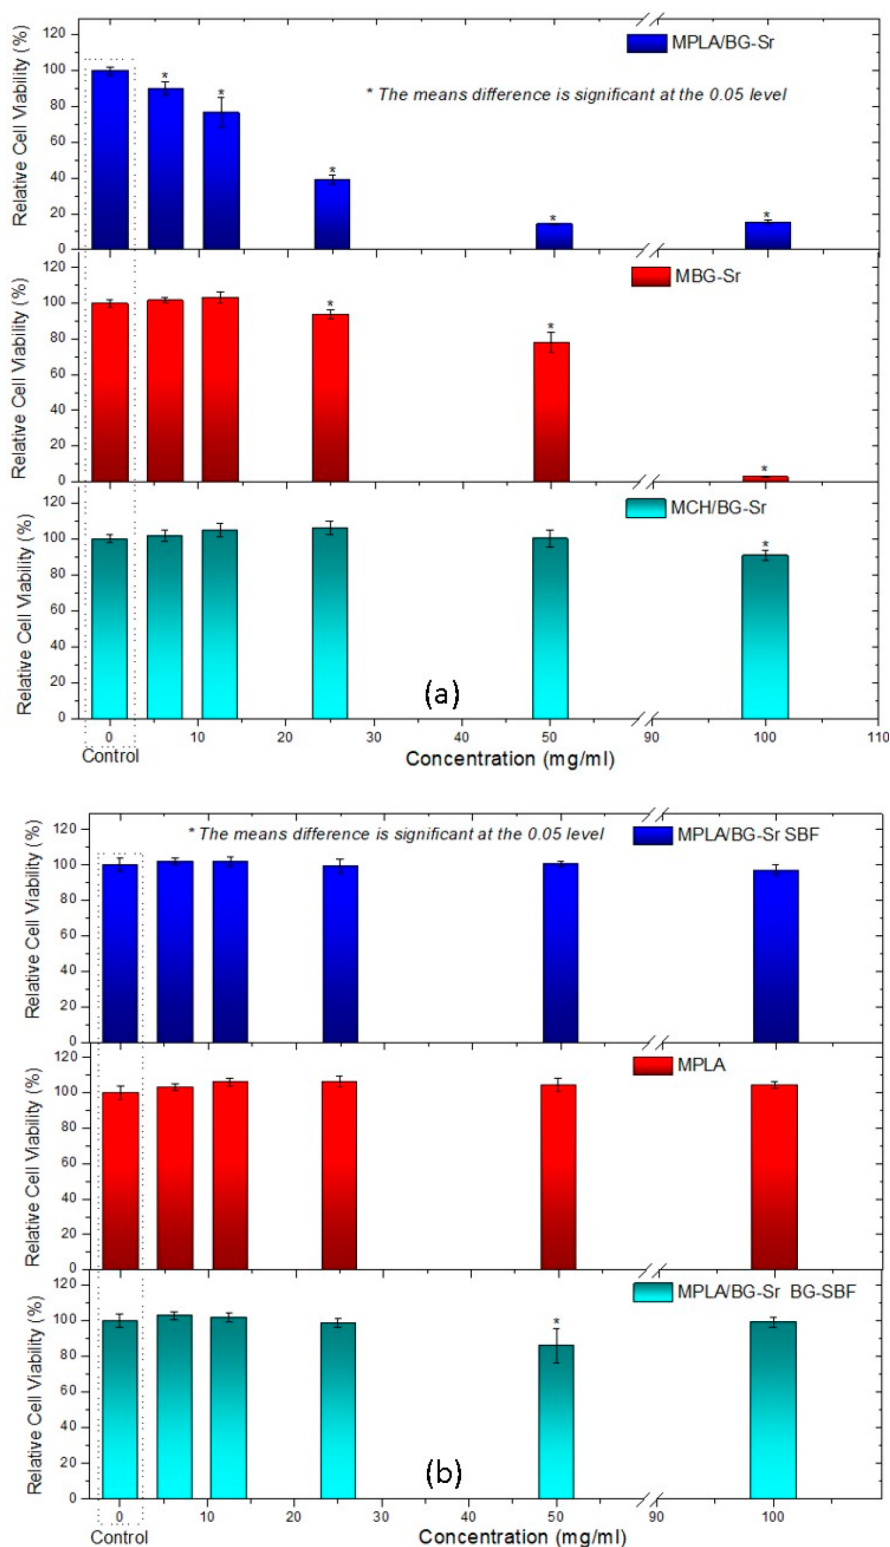 Relative Cell Viability (%)
120
100
80
60
40
20
0
MPLA/BG-Sr
* The means difference is significant at the 0.05 level
*
*
*
*
*
Relative Cell Viability (%)
120
100
80
60
40
20
0
MBG-Sr
*
*
*
Relative Cell Viability (%)
120
100
80
60
40
20
0
MCH/BG-Sr
*
(a)
0 10 20 30 40 50 90 100 110
Control
Concentration (mg/ml)
Relative Cell Viability (%)
120
100
80
60
40
20
0
* The means difference is significant at the 0.05 level
MPLA/BG-Sr SBF
Relative Cell Viability (%)
120
100
80
60
40
20
0
MPLA
Relative Cell Viability (%)
120
100
80
60
40
20
0
MPLA/BG-Sr BG-SBF
*
(b)
0 10 20 30 40 50 90 100
Control
Concentration (mg/ml)